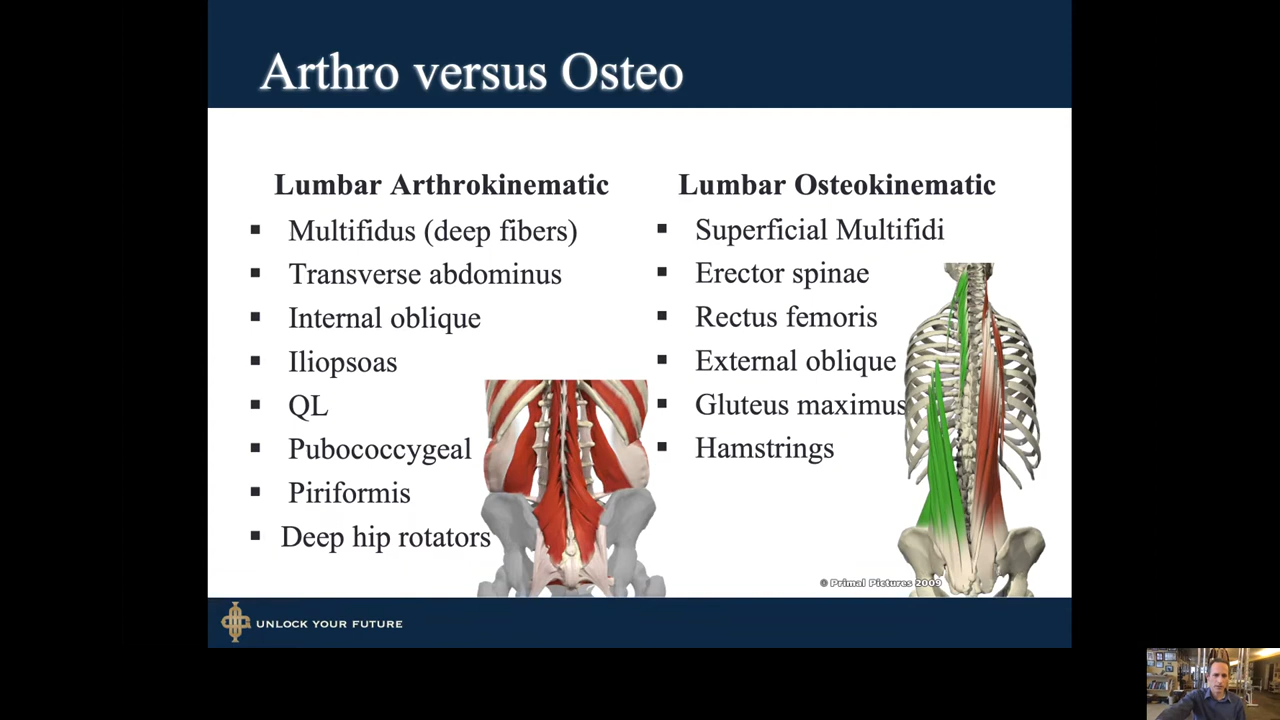 Arthro versus Osteo
Lumbar Arthrokinematic
Multifidus (deep fibers)
Transverse abdominus
Internal oblique
Iliopsoas
QL
Pubococcygeal
Piriformis
Deep hip rotators
Lumbar Osteokinematic
Superficial Multifidi
Erector spinae
Rectus femoris
External oblique
Gluteus maximus
Hamstrings
© Primal Pictures 2009
UNLOCK YOUR FUTURE